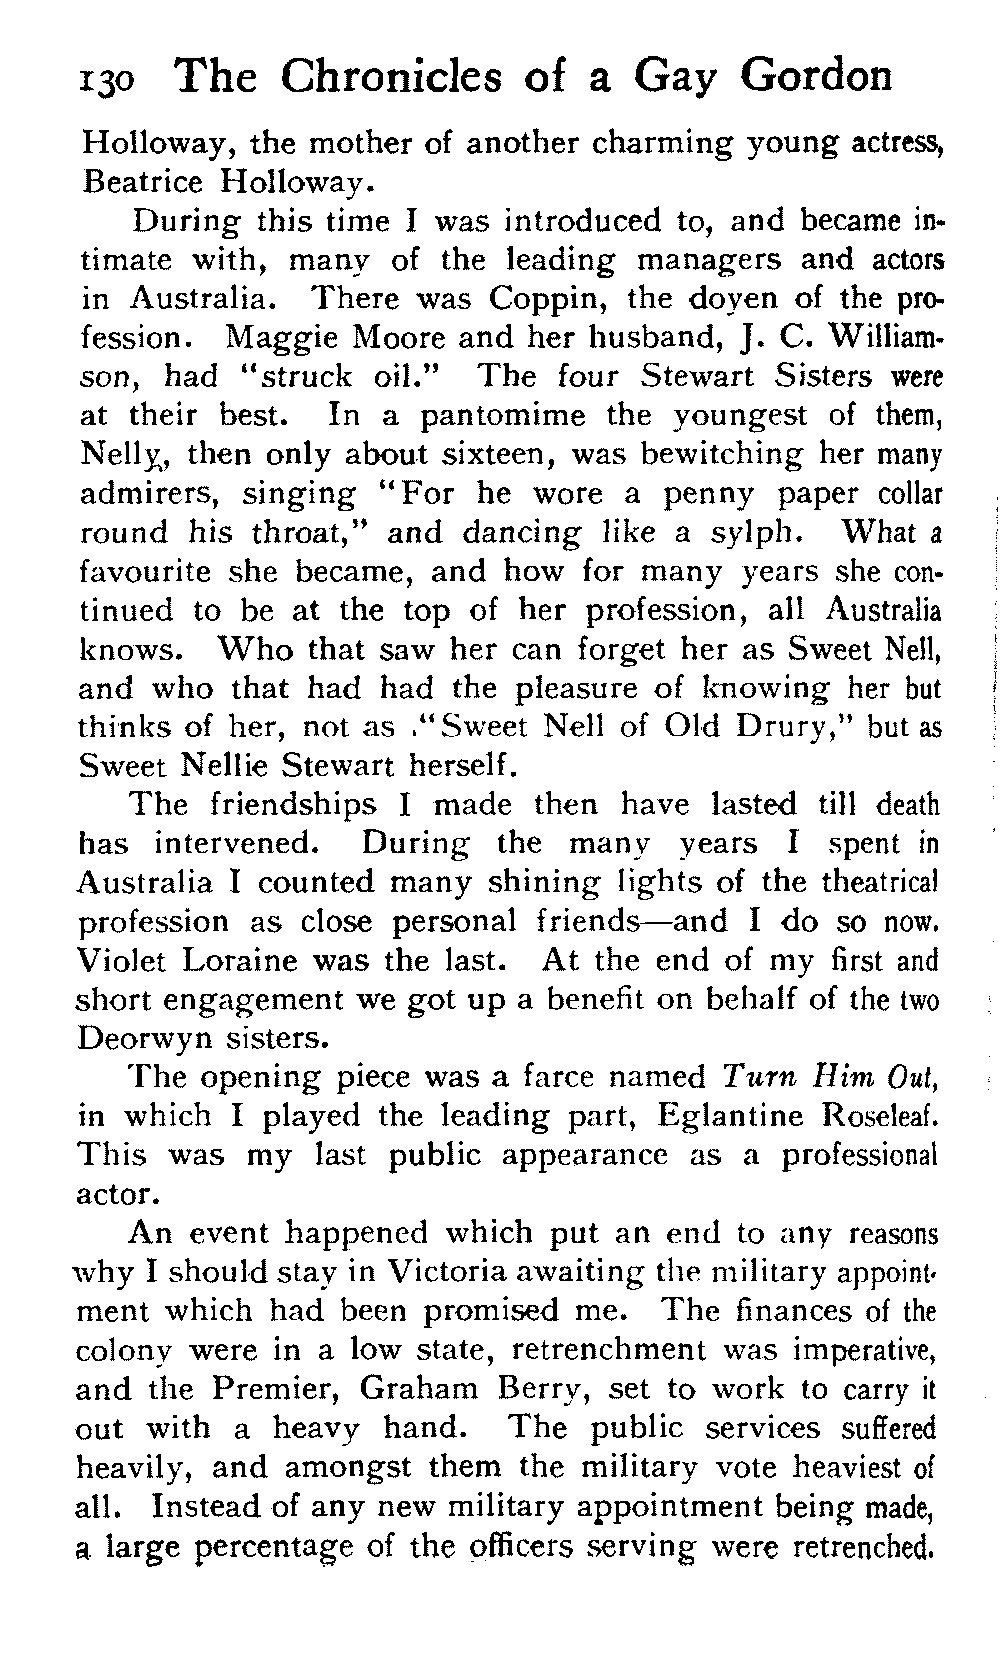 130 The Chronicles of a Gay Gordon
Holloway, the mother of another charming young actress,
Beatrice Holloway.
During this time I was introduced to, and became in-
timate with, many of the leading managers and actors
in Australia. There was Coppin, the doyen of the pro-
fession. Maggie Moore and her husband, J. C. William-
son, had "struck oil." The four Stewart Sisters were
at their best. In a pantomime the youngest of them,
Nelly, then only about sixteen, was bewitching her many
admirers, singing "For he wore a penny paper collar
round his throat," and dancing like a sylph. What a
favourite she became, and how for many years she con-
tinued to be at the top of her profession, all Australia
knows. Who that saw her can forget her as Sweet Nell,
and who that had had the pleasure of knowing her but
thinks of her, not as "Sweet Nell of Old Drury," but as
Sweet Nellie Stewart herself.
The friendships I made then have lasted till death
has intervened. During the many years I spent in
Australia I counted many shining lights of the theatrical
profession as close personal friends—and I do so now.
Violet Loraine was the last. At the end of my first and
short engagement we got up a benefit on behalf of the two
Deorwyn sisters.
The opening piece was a farce named Turn Him Out,
in which I played the leading part, Eglantine Roseleaf.
This was my last public appearance as a professional
actor.
An event happened which put an end to any reasons
why I should stay in Victoria awaiting the military appoint-
ment which had been promised me. The finances of the
colony were in a low state, retrenchment was imperative,
and the Premier, Graham Berry, set to work to carry it
out with a heavy hand. The public services suffered
heavily, and amongst them the military vote heaviest of
all. Instead of any new military appointment being made,
a large percentage of the officers serving were retrenched.